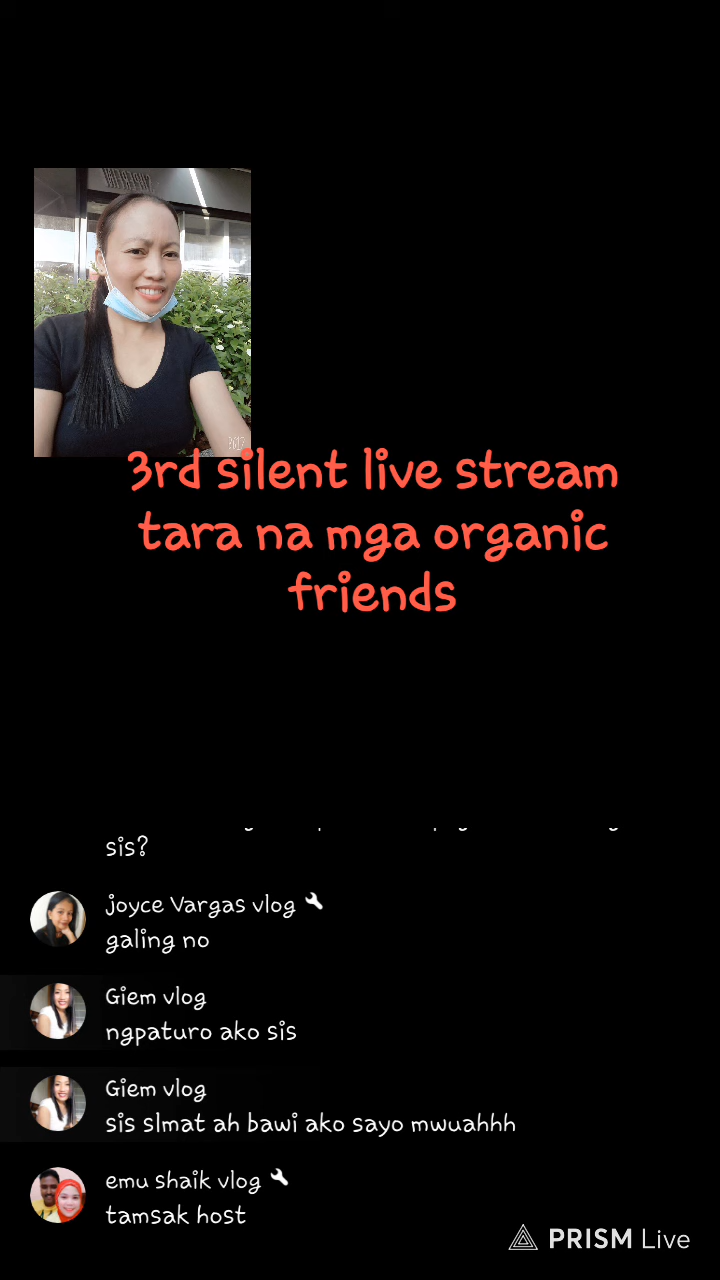 3rd silent live stream
tara na mga organic
friends
sis?
joyce Vargas vlog
galing no
Giem vlog
ngpaturo ako sis
Giem vlog
sis slmat ah bawi ako sayo mwuahhh
emu shaik vlog
tamsak host
PRISM Live